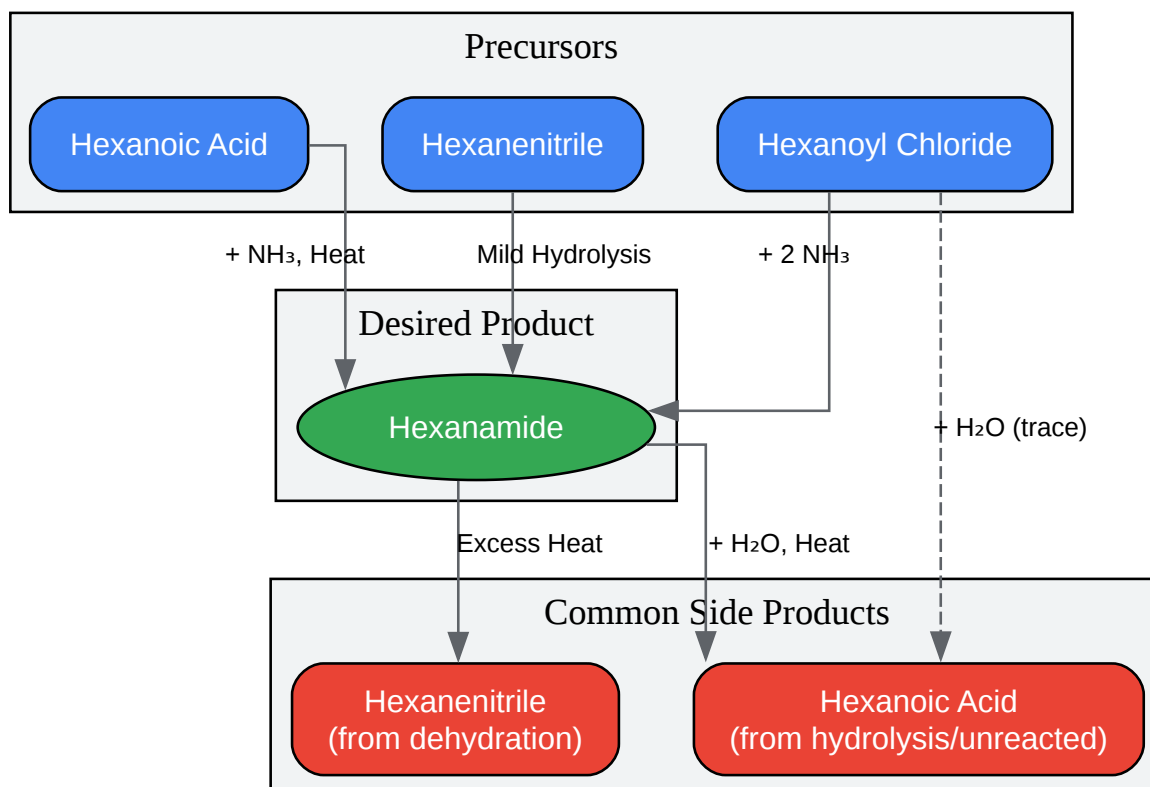 Precursors
Hexanoic Acid
Hexanenitrile
Hexanoyl Chloride
+ NH₃, Heat
Mild Hydrolysis
+ 2 NH₃
Desired Product
Hexanamide
+ H₂O (trace)
Excess Heat
+ H₂O, Heat
Common Side Products
Hexanenitrile
(from dehydration)
Hexanoic Acid
(from hydrolysis/unreacted)